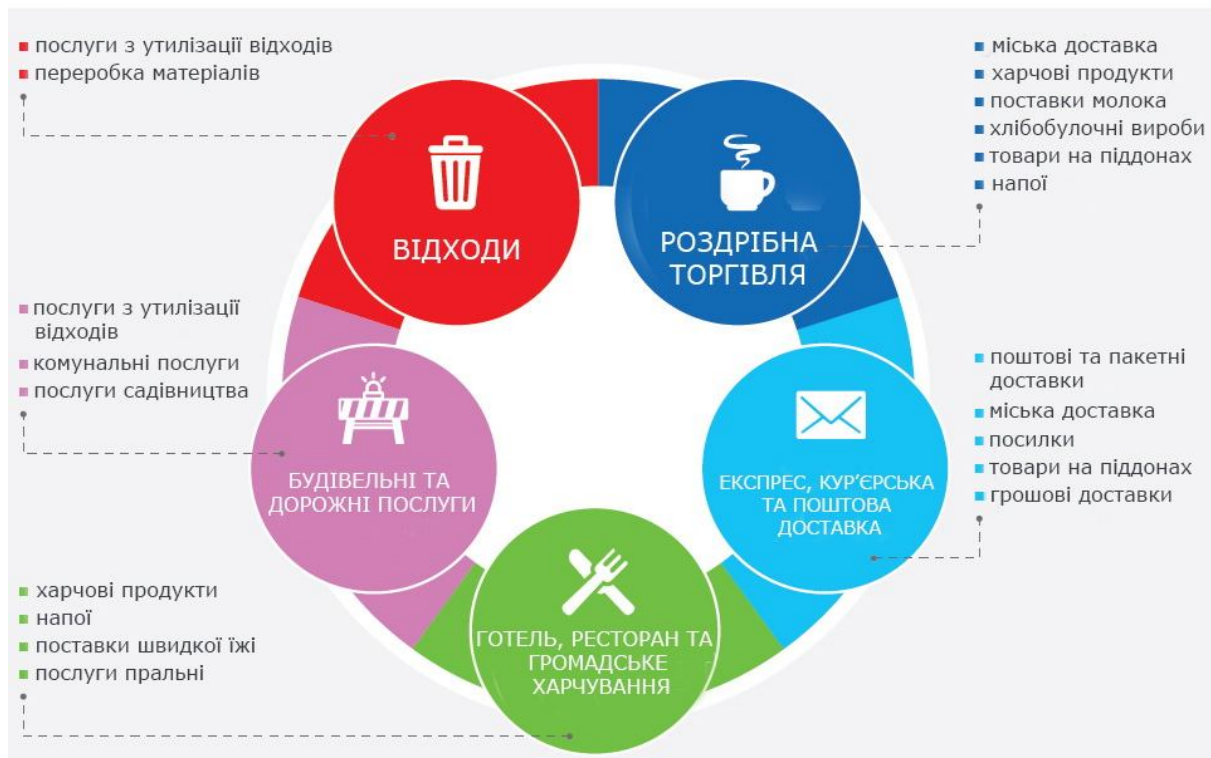 послуги з утилізації відходів
переробка матеріалів
ВІДХОДИ
міська доставка
харчові продукти
поставки молока
хлібобулочні вироби
товари на піддонах
напої
РОЗДРІБНА
ТОРГІВЛЯ
послуги з утилізації
відходів
комунальні послуги
послуги садівництва
БУДІВЕЛЬНІ ТА
ДОРОЖНІ ПОСЛУГИ
поштові та пакетні
доставки
міська доставка
посилки
товари на піддонах
грошові доставки
ЕКСПРЕС, КУР’ЄРСЬКА
ТА ПОШТОВА
ДОСТАВКА
харчові продукти
напої
поставки швидкої їжі
послуги пральні
ГОТЕЛЬ, РЕСТОРАН ТА
ГРОМАДСЬКЕ
ХАРЧУВАННЯ